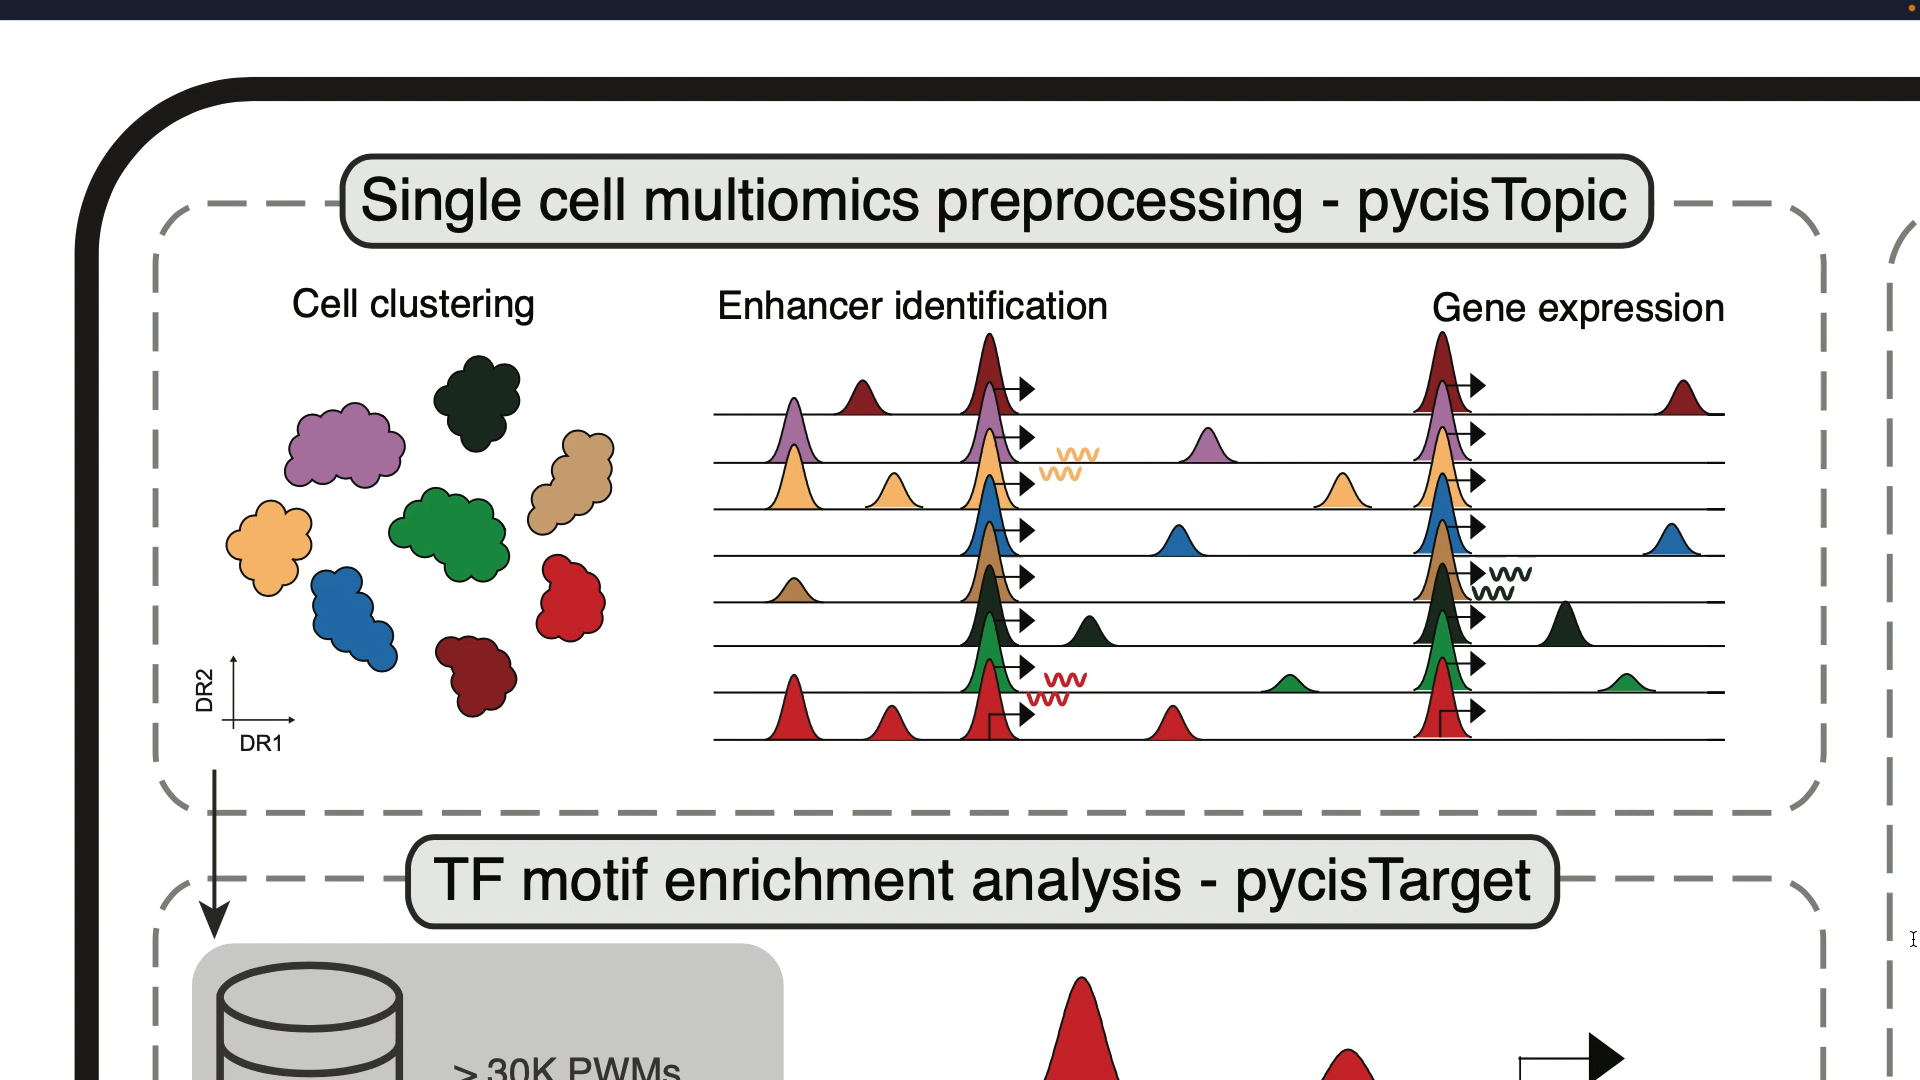 Single cell multiomics preprocessing - pycisTopic
Cell clustering
Enhancer identification
Gene expression
DR2
DR1
TF motif enrichment analysis - pycisTarget
> 30K PWMs